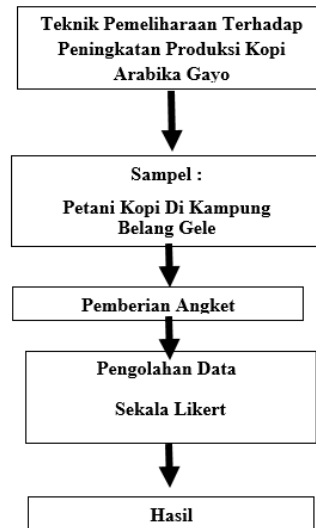 Teknik Pemeliharaan Terhadap
Peningkatan Produksi Kopi
Arabika Gayo
Sampel :
Petani Kopi Di Kampung
Belang Gele
Pemberian Angket
Pengolahan Data
Sekala Likert
Hasil